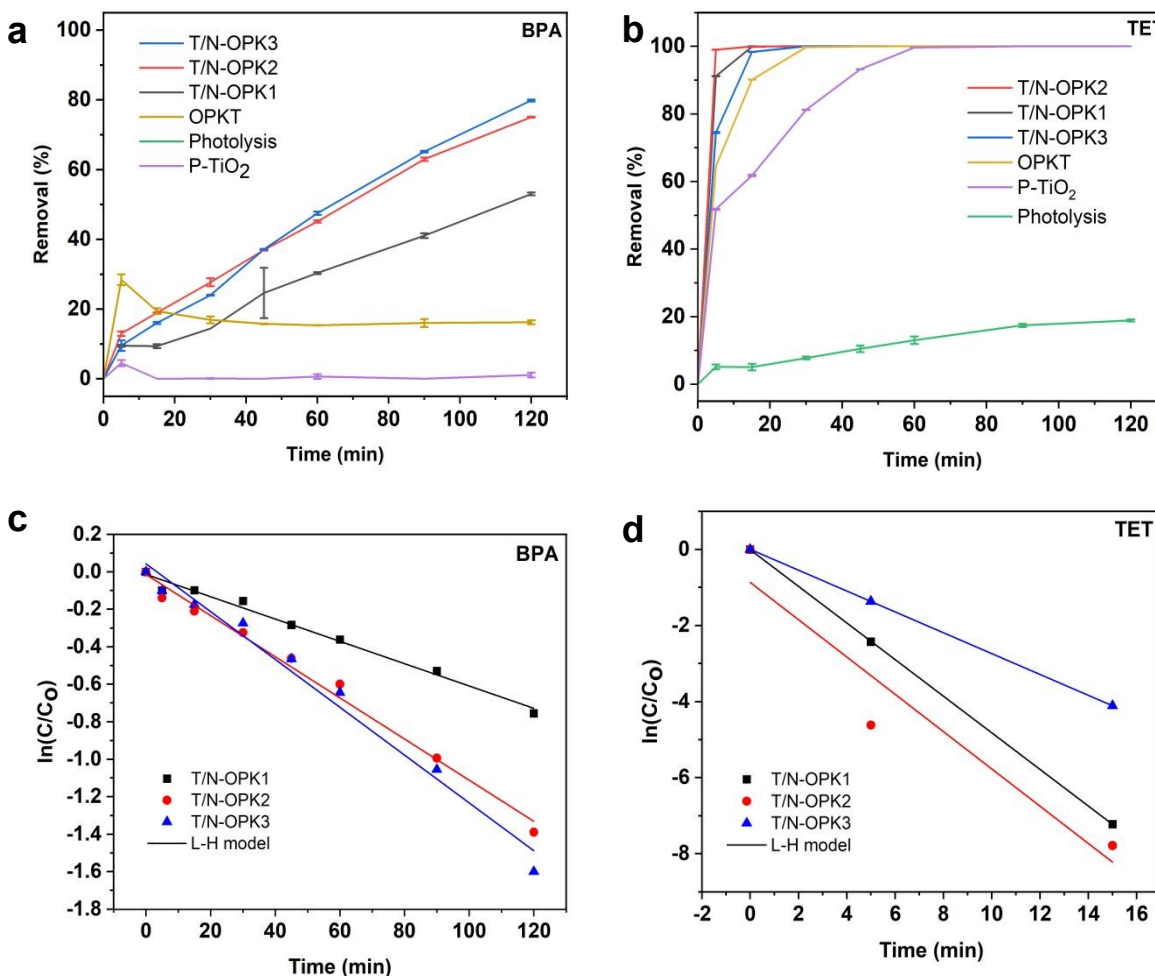 a
BPA
T/N-OPK3
T/N-OPK2
T/N-OPK1
OPKT
Photolysis
P-TiO2
Removal (%)
100
80
60
40
20
0
0 20 40 60 80 100 120
Time (min)
b
TET
T/N-OPK2
T/N-OPK1
T/N-OPK3
OPKT
P-TiO2
Photolysis
Removal (%)
100
80
60
40
20
0
0 20 40 60 80 100 120
Time (min)
c
BPA
ln(C/CO)
0.2
0.0
-0.2
-0.4
-0.6
-0.8
-1.0
-1.2
-1.4
-1.6
-1.8
T/N-OPK1
T/N-OPK2
T/N-OPK3
L-H model
0 20 40 60 80 100 120
Time (min)
d
TET
ln(C/CO)
0
-2
-4
-6
-8
T/N-OPK1
T/N-OPK2
T/N-OPK3
L-H model
-2 0 2 4 6 8 10 12 14 16
Time (min)